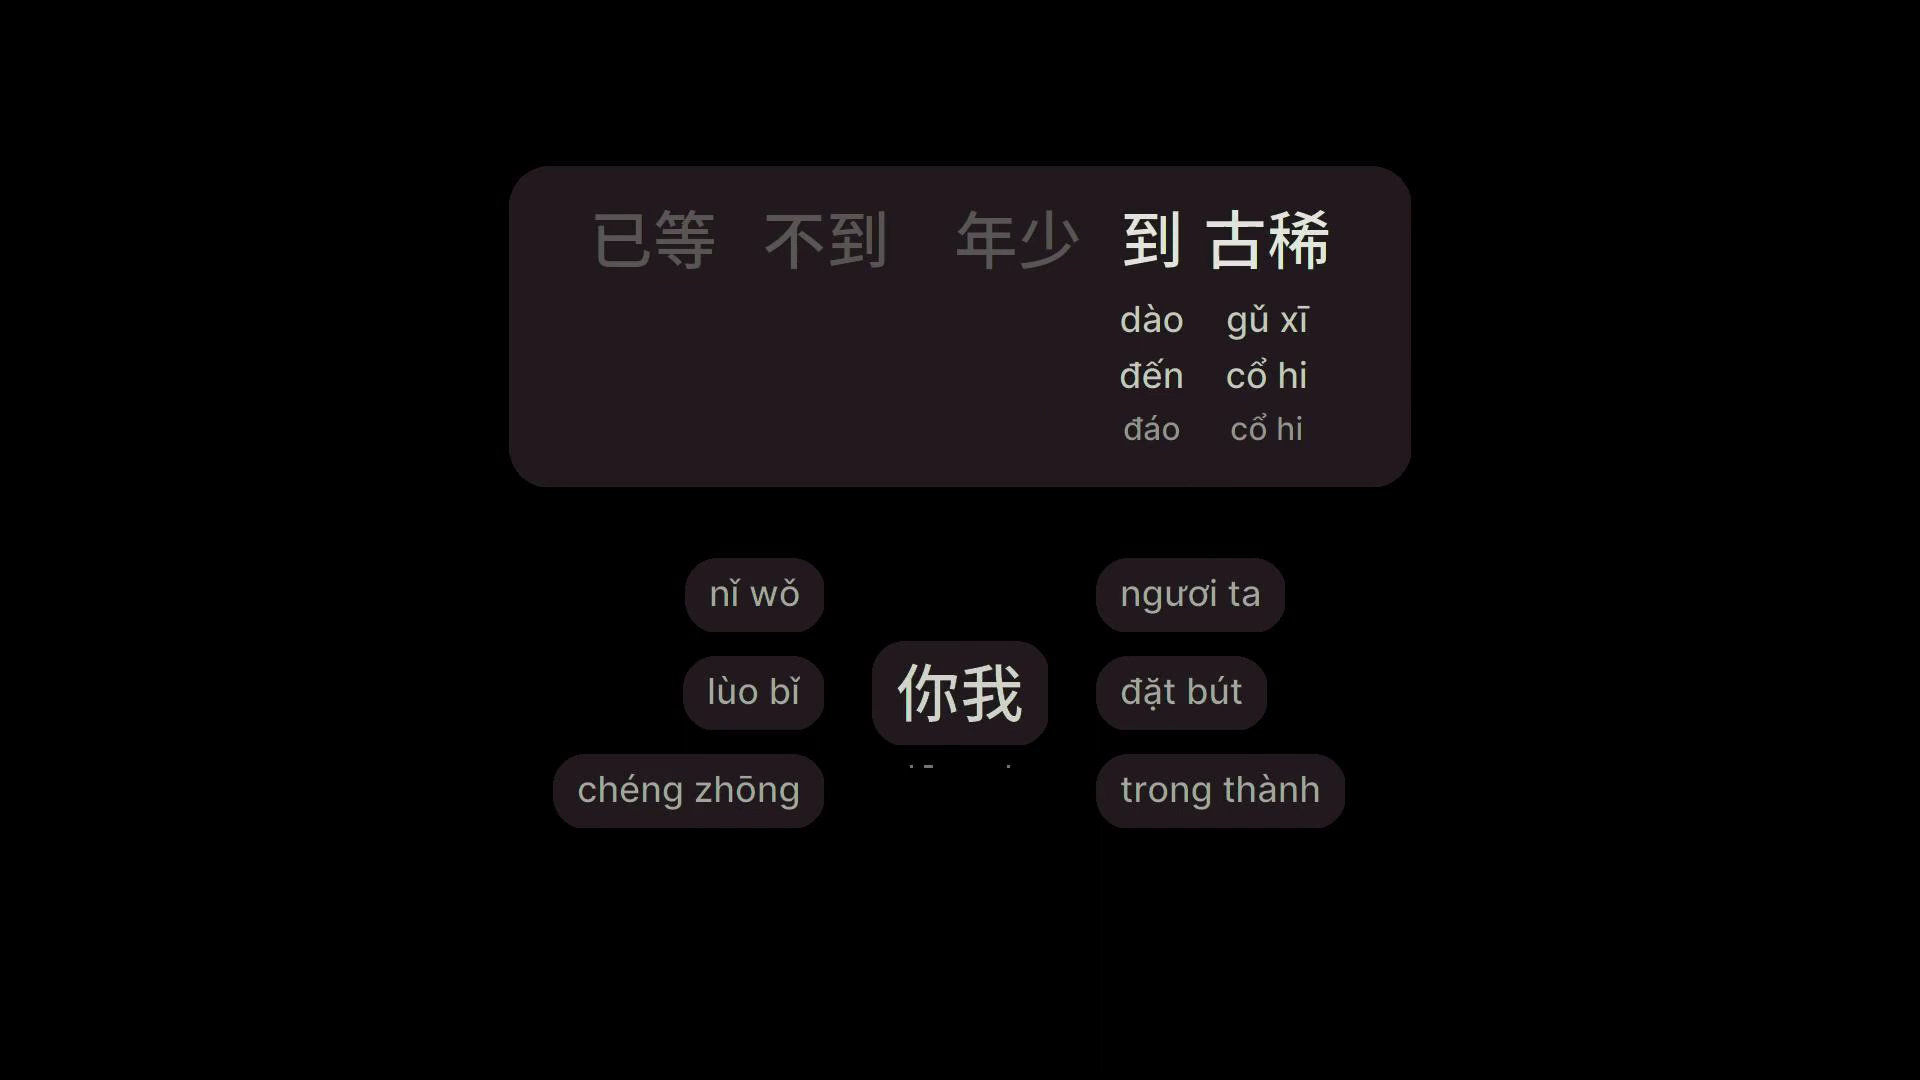 已等 不到 年少 到 古稀
dào gǔ xī
đến cổ hi
đáo cổ hi
nǐ wǒ
lùo bǐ
chéng zhōng
你我
ngươi ta
đặt bút
trong thành